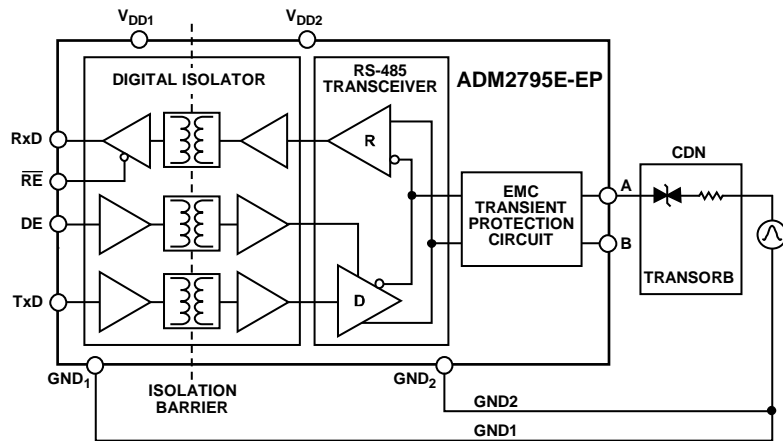 VDD1
VDD2
DIGITAL ISOLATOR
RS-485
TRANSCEIVER
ADM2795E-EP
RxD
RE
DE
TxD
R
D
EMC
TRANSIENT
PROTECTION
CIRCUIT
A
B
CDN
TRANSORB
GND1
ISOLATION
BARRIER
GND2
GND2
GND1